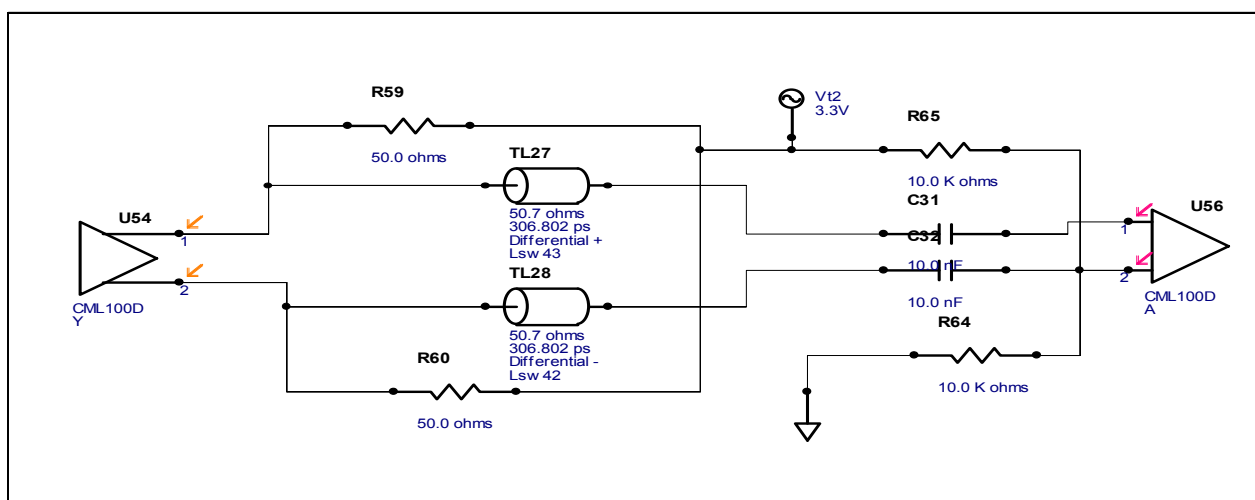 R59
50.0 ohms
Vt2
3.3V
R65
10.0 K ohms
TL27
50.7 ohms
306.802 ps
Differential +
Lsw 43
C31
C32
10.0 nF
10.0 nF
U54
1
2
CML100D
Y
U56
1
2
CML100D
A
TL28
50.7 ohms
306.802 ps
Differential -
Lsw 42
R60
50.0 ohms
R64
10.0 K ohms